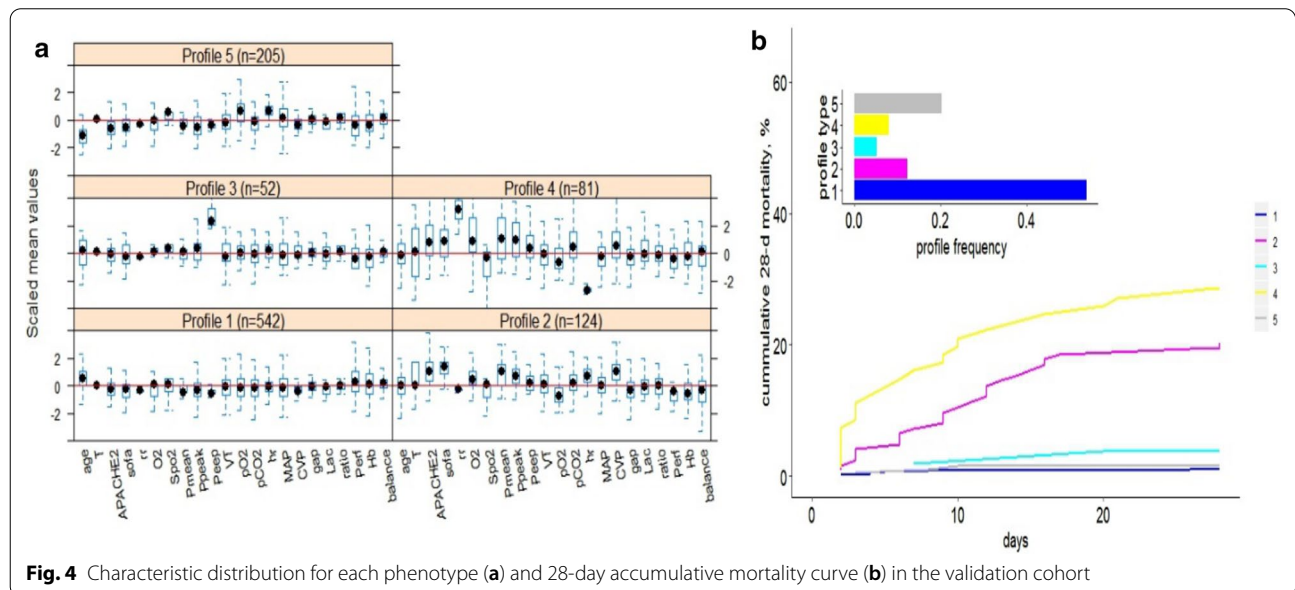 a
Profile 5 (n=205)
2
0
-2
Profile 3 (n=52)
Profile 4 (n=81)
2
0
-2
Profile 1 (n=542)
Profile 2 (n=124)
2
0
-2
Scaled mean values
age
T
APACHE2
sofa
rr
O2
Spo2
Pmean
Ppeak
Peep
VT
pO2
pCO2
hr
MAP
CVP
gap
Lac
ratio
Perf
Hb
balance
age
T
APACHE2
sofa
rr
O2
Spo2
Pmean
Ppeak
Peep
VT
pO2
pCO2
hr
MAP
CVP
gap
Lac
ratio
Perf
Hb
balance
b
cummulative 28-d mortality, %
60
40
20
0
0
10
20
days
profile type
5
4
3
2
1
0.0
0.2
0.4
profile frequency
1
2
3
4
5
Fig. 4 Characteristic distribution for each phenotype (a) and 28-day accumulative mortality curve (b) in the validation cohort